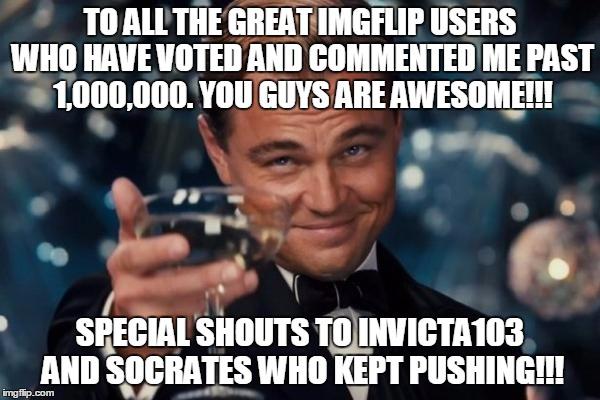 TO ALL THE GREAT IMGFLIP USERS
WHO HAVE VOTED AND COMMENTED ME PAST
1,000,000. YOU GUYS ARE AWESOME!!!
SPECIAL SHOUTS TO INVICTA103
AND SOCRATES WHO KEPT PUSHING!!!
imgflip.com